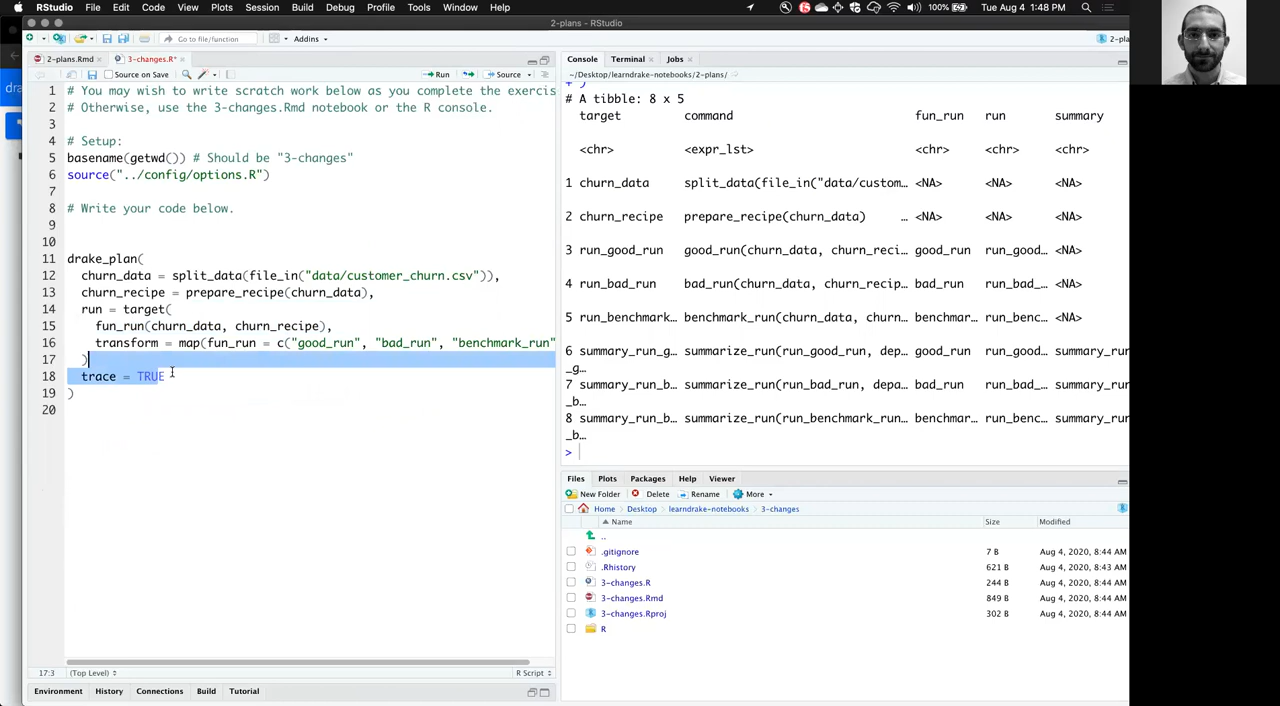 RStudio File Edit Code View Plots Session Build Debug Profile Tools Window Help 100% Tue Aug 4 1:48 PM
2-plans - RStudio
Go to file/function Addins 2-pla
2-plans.Rmd 3-changes.R*
Source on Save Run Source
1 # You may wish to write scratch work below as you complete the exercis
2 # Otherwise, use the 3-changes.Rmd notebook or the R console.
3
4 # Setup:
5 basename(getwd()) # Should be "3-changes"
6 source("../config/options.R")
7
8 # Write your code below.
9
10
11 drake_plan(
12 churn_data = split_data(file_in("data/customer_churn.csv")),
13 churn_recipe = prepare_recipe(churn_data),
14 run = target(
15 fun_run(churn_data, churn_recipe),
16 transform = map(fun_run = c("good_run", "bad_run", "benchmark_run"
17 )
18 trace = TRUE
19 )
20
17:3 (Top Level) R Script
Environment History Connections Build Tutorial
Console Terminal Jobs
~/Desktop/learndrake-notebooks/2-plans/
+ )
# A tibble: 8 x 5
target command fun_run run summary
<chr> <expr_lst> <chr> <chr> <chr>
1 churn_data split_data(file_in("data/custom… <NA> <NA> <NA>
2 churn_recipe prepare_recipe(churn_data) … <NA> <NA> <NA>
3 run_good_run good_run(churn_data, churn_reci… good_run run_good… <NA>
4 run_bad_run bad_run(churn_data, churn_recip… bad_run run_bad_… <NA>
5 run_benchmark… benchmark_run(churn_data, churn… benchmar… run_benc… <NA>
6 summary_run_g… summarize_run(run_good_run, dep… good_run run_good… summary_ru
_g…
7 summary_run_b… summarize_run(run_bad_run, depa… bad_run run_bad_… summary_ru
_b…
8 summary_run_b… summarize_run(run_benchmark_run… benchmar… run_benc… summary_ru
_b…
>
Files Plots Packages Help Viewer
New Folder Delete Rename More
Home Desktop learndrake-notebooks 3-changes
Name Size Modified
..
.gitignore 7 B Aug 4, 2020, 8:44 AM
.Rhistory 621 B Aug 4, 2020, 8:43 AM
3-changes.R 244 B Aug 4, 2020, 8:44 AM
3-changes.Rmd 849 B Aug 4, 2020, 8:44 AM
3-changes.Rproj 302 B Aug 4, 2020, 8:44 AM
R